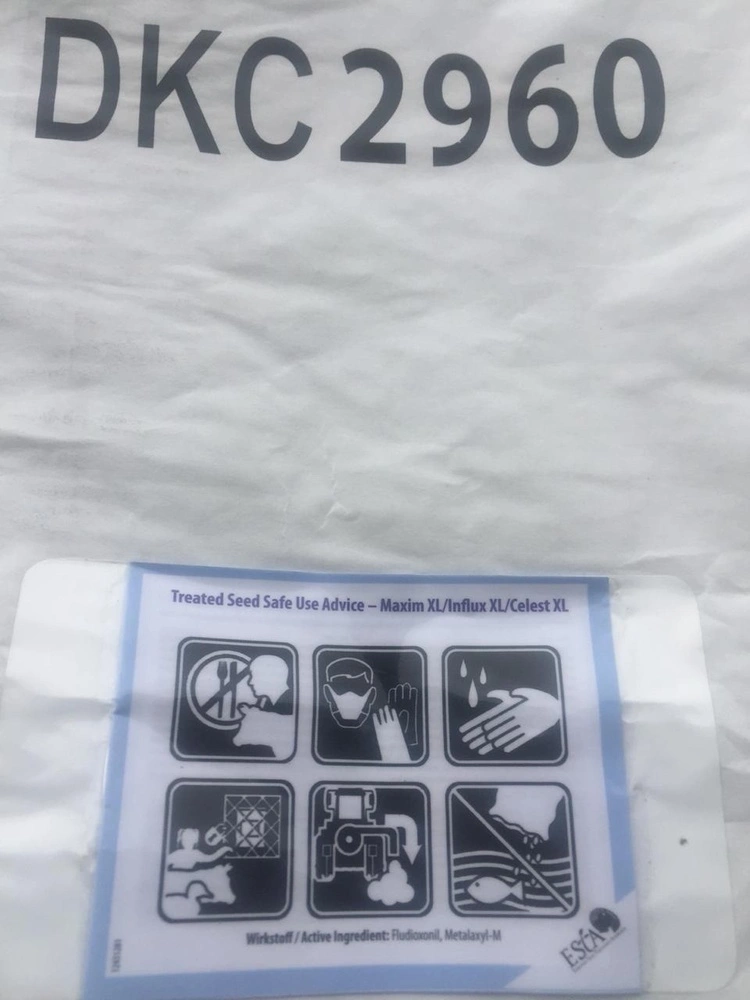 DKC2960
Treated Seed Safe Use Advice – Maxim XL/Influx XL/Celest XL
Wirkstoff / Active Ingredient: Fludioxonil, Metalaxyl-M
ESTA